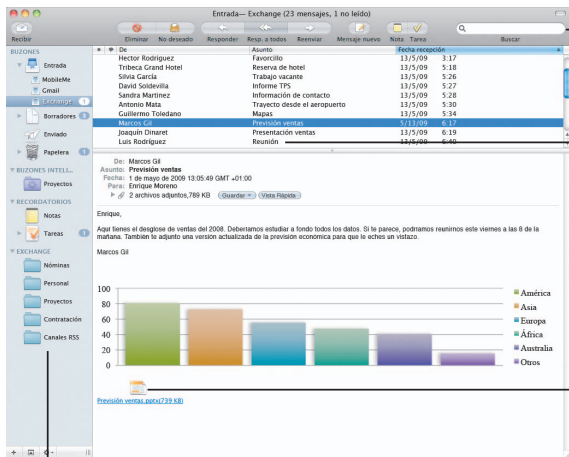 Entrada— Exchange (23 mensajes, 1 no leído)
Recibir
Eliminar No deseado Responder Resp. a todos Reenviar Mensaje nuevo Nota Tarea Buscar
BUZONES
Entrada
MobileMe
Gmail
Exchange 1
Borradores
Enviado
Papelera 1
BUZONES INTELI...
Proyectos
RECORDATORIOS
Notas
Tareas 1
EXCHANGE
Nóminas
Personal
Proyectos
Contratación
Canales RSS
De Asunto Fecha recepción
Hector Rodríguez Favorcillo 13/5/09 3:17
Tribeca Grand Hotel Reserva de hotel 13/5/09 5:18
Silvia García Trabajo vacante 13/5/09 5:26
David Soldevilla Informe TPS 13/5/09 5:27
Sandra Martinez Información de contacto 13/5/09 5:28
Antonio Mata Trayecto desde el aeropuerto 13/5/09 5:30
Guillermo Toledano Mapas 13/5/09 5:34
Marcos Gil Previsión ventas 5/13/09 6:17
Joaquín Dinaret Presentación ventas 13/5/09 6:19
Luis Rodríguez Reunión 13/5/09 6:40
De: Marcos Gil
Asunto: Previsión ventas
Fecha: 1 de mayo de 2009 13:05:49 GMT +01:00
Para: Enrique Moreno
2 archivos adjuntos,789 KB Guardar Vista Rápida
Enrique,
Aquí tienes el desglose de ventas del 2008. Deberíamos estudiar a fondo todos los datos. Si te parece, podríamos reunirnos este viernes a las 8 de la
mañana. También te adjunto una versión actualizada de la previsión económica para que le eches un vistazo.
Marcos Gil
100
80
60
40
20
0
América
Asia
Europa
África
Australia
Otros
Previsión ventas.pptx(739 KB)